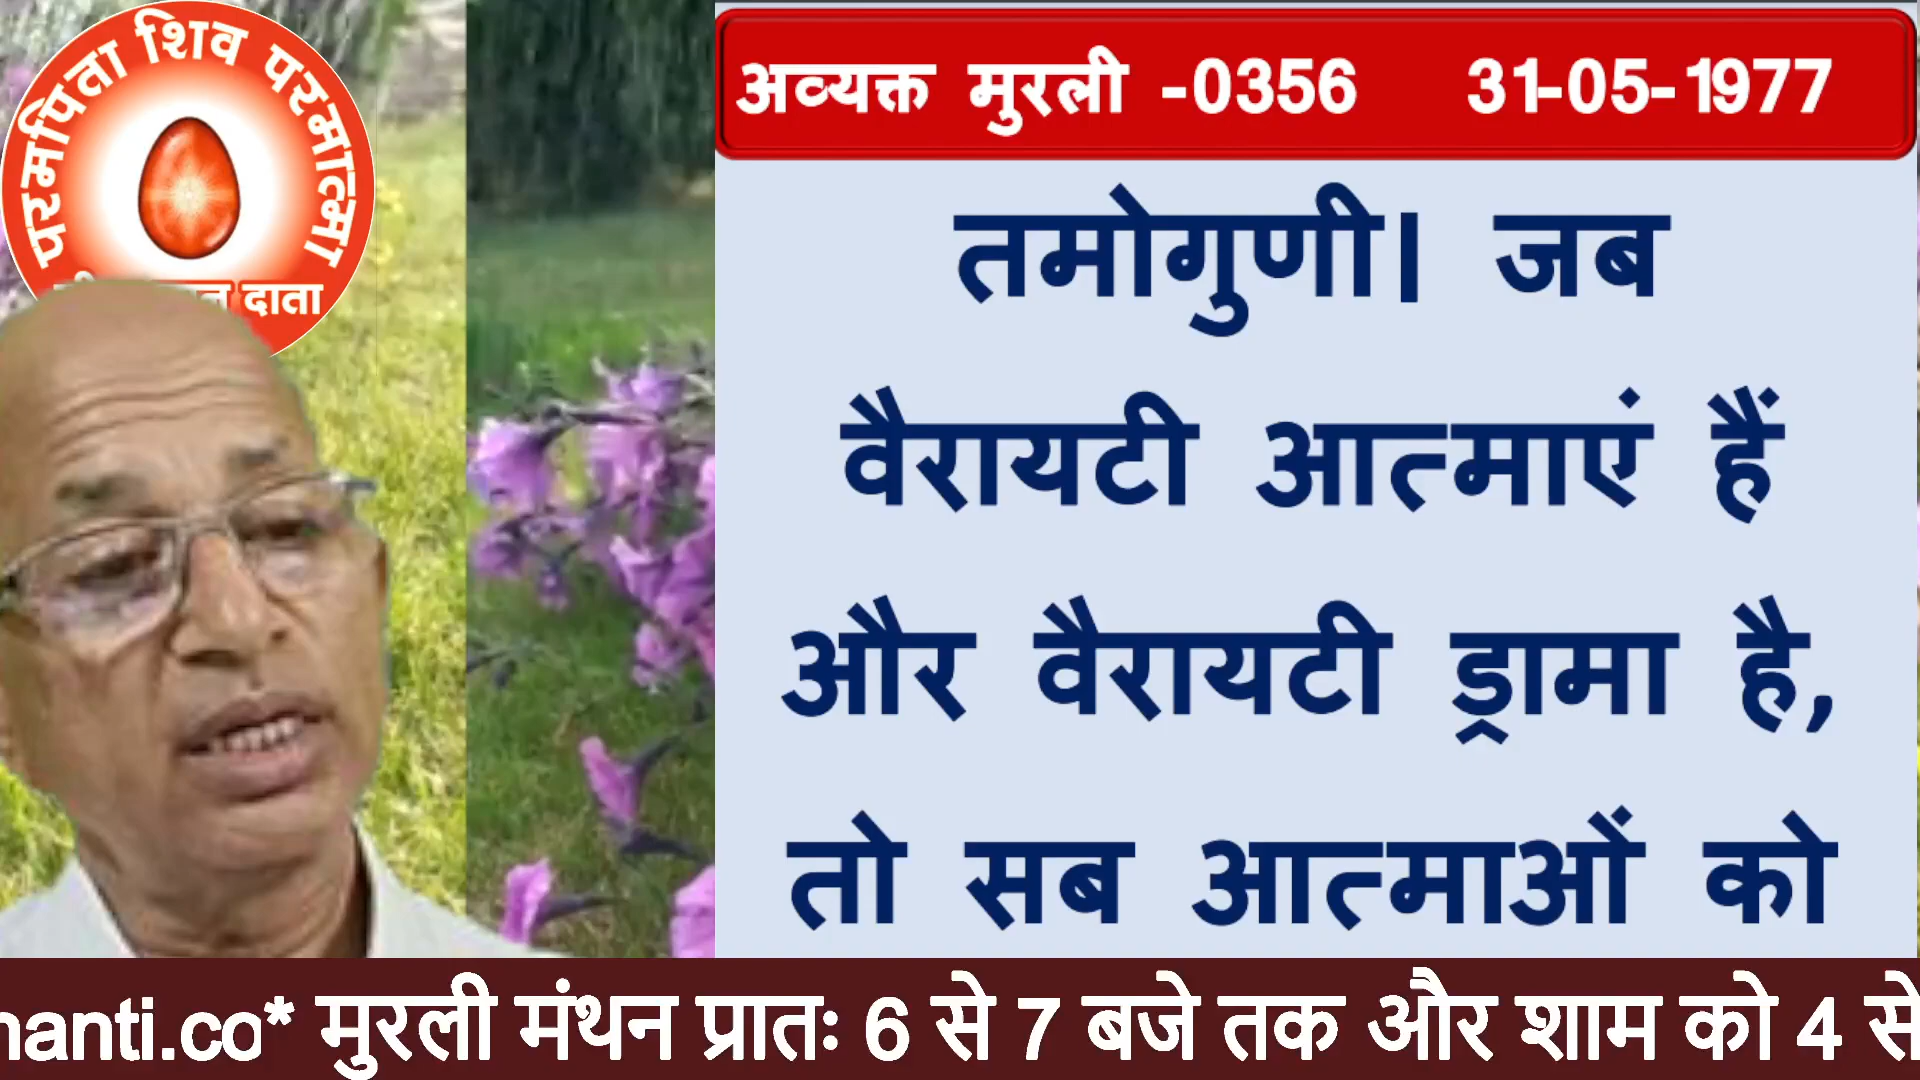 परमपिता शिव परमात्मा
दाता
अव्यक्त मुरली -0356 31-05-1977
तमोगुणी। जब
वैरायटी आत्माएं हैं
और वैरायटी ड्रामा है,
तो सब आत्माओं को
hanti.co* मुरली मंथन प्रातः 6 से 7 बजे तक और शाम को 4 से